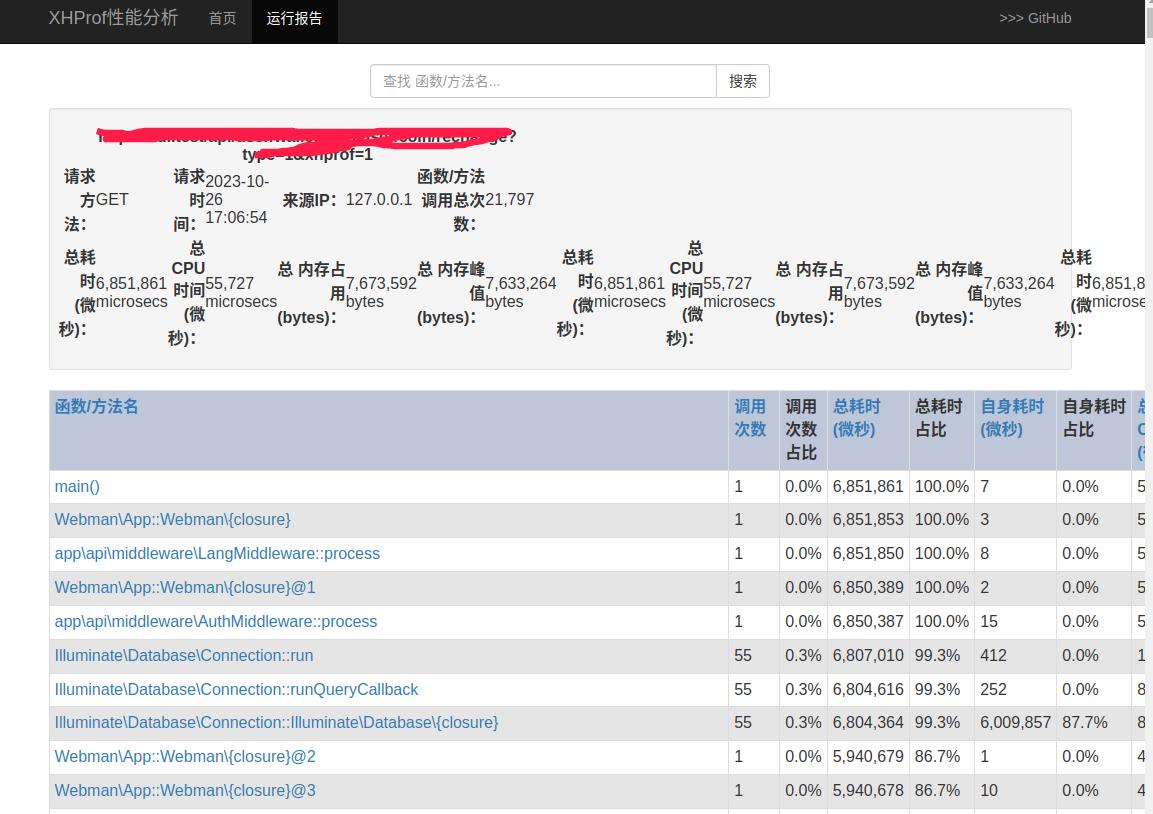 XHProf性能分析 首页 运行报告 >>> GitHub
查找 函数/方法名... 搜索
type=1&xhprof=1
请求方法： GET 请求时间： 2023-10-26 17:06:54 来源IP： 127.0.0.1 函数/方法调用总次数： 21,797
总耗时(微秒)： 6,851,861 microsecs 总CPU时间(微秒)： 55,727 microsecs 总 内存占用(bytes)： 7,673,592 bytes 总 内存峰值(bytes)： 7,633,264 bytes 总耗时(微秒)： 6,851,861 microsecs 总CPU时间(微秒)： 55,727 microsecs 总 内存占用(bytes)： 7,673,592 bytes 总 内存峰值(bytes)： 7,633,264 bytes 总耗时(微秒)： 6,851,8 microse
函数/方法名 调用次数 调用次数占比 总耗时(微秒) 总耗时占比 自身耗时(微秒) 自身耗时占比
main() 1 0.0% 6,851,861 100.0% 7 0.0% 5
Webman\App::Webman\{closure} 1 0.0% 6,851,853 100.0% 3 0.0% 5
app\api\middleware\LangMiddleware::process 1 0.0% 6,851,850 100.0% 8 0.0% 5
Webman\App::Webman\{closure}@1 1 0.0% 6,850,389 100.0% 2 0.0% 5
app\api\middleware\AuthMiddleware::process 1 0.0% 6,850,387 100.0% 15 0.0% 5
Illuminate\Database\Connection::run 55 0.3% 6,807,010 99.3% 412 0.0% 1
Illuminate\Database\Connection::runQueryCallback 55 0.3% 6,804,616 99.3% 252 0.0% 8
Illuminate\Database\Connection::Illuminate\Database\{closure} 55 0.3% 6,804,364 99.3% 6,009,857 87.7% 8
Webman\App::Webman\{closure}@2 1 0.0% 5,940,679 86.7% 1 0.0% 4
Webman\App::Webman\{closure}@3 1 0.0% 5,940,678 86.7% 10 0.0% 4